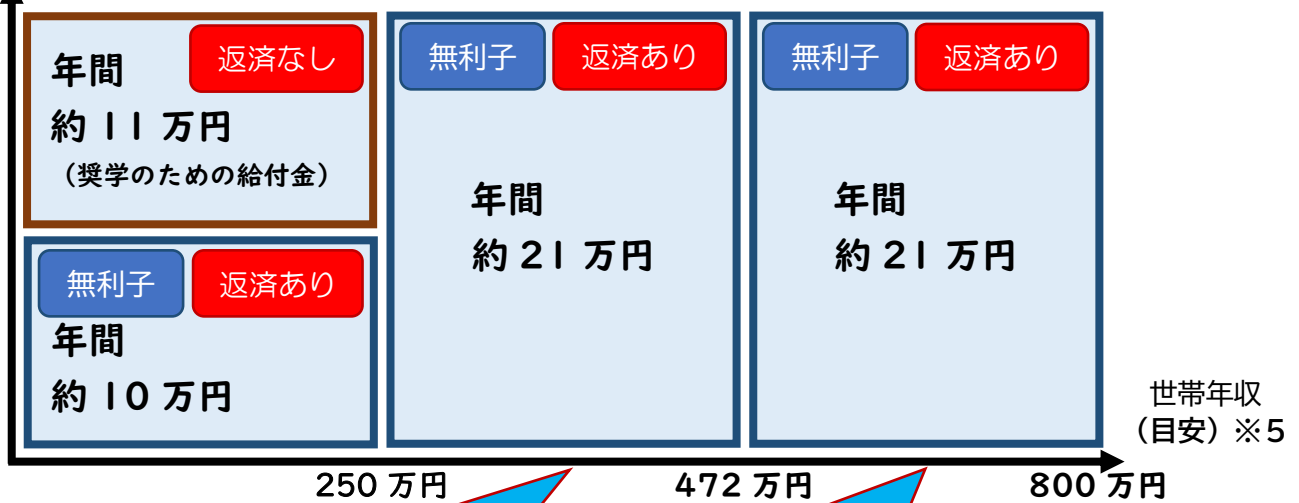 年間
返済なし
約 11 万円
（奨学のための給付金）
無利子
返済あり
年間
約 10 万円
無利子
返済あり
年間
約 21 万円
無利子
返済あり
年間
約 21 万円
世帯年収
（目安）※5
250 万円
472 万円
800 万円